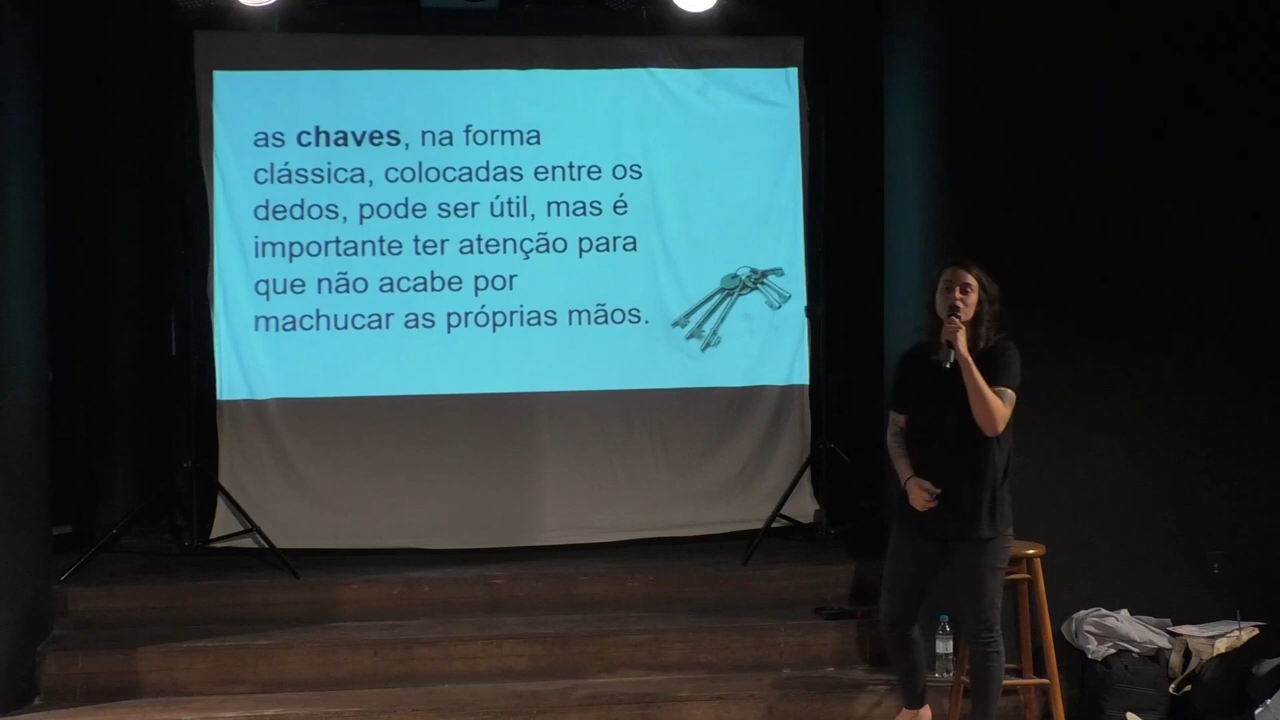 as chaves, na forma
clássica, colocadas entre os
dedos, pode ser útil, mas é
importante ter atenção para
que não acabe por
machucar as próprias mãos.